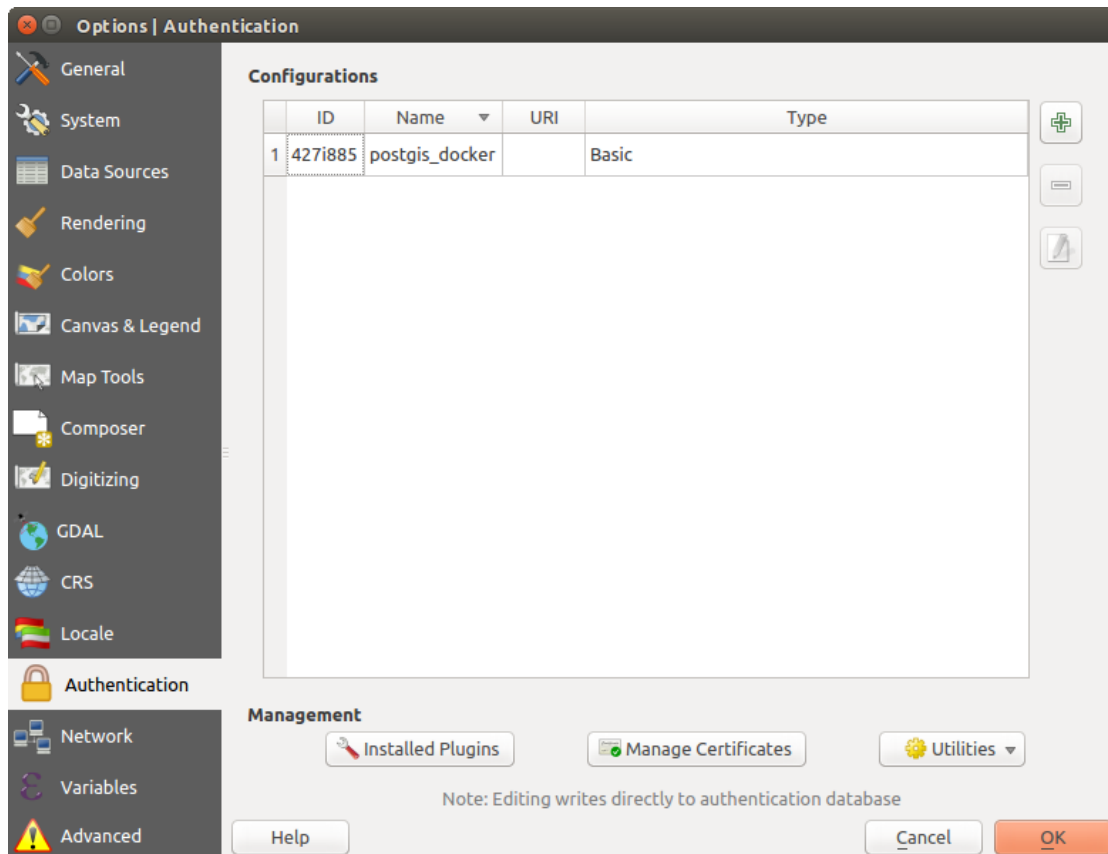 Options | Authentication
General
System
Data Sources
Rendering
Colors
Canvas & Legend
Map Tools
Composer
Digitizing
GDAL
CRS
Locale
Authentication
Network
Variables
Advanced
Configurations
ID Name URI Type
1 427i885 postgis_docker Basic
Management
Installed Plugins Manage Certificates Utilities
Note: Editing writes directly to authentication database
Help Cancel OK